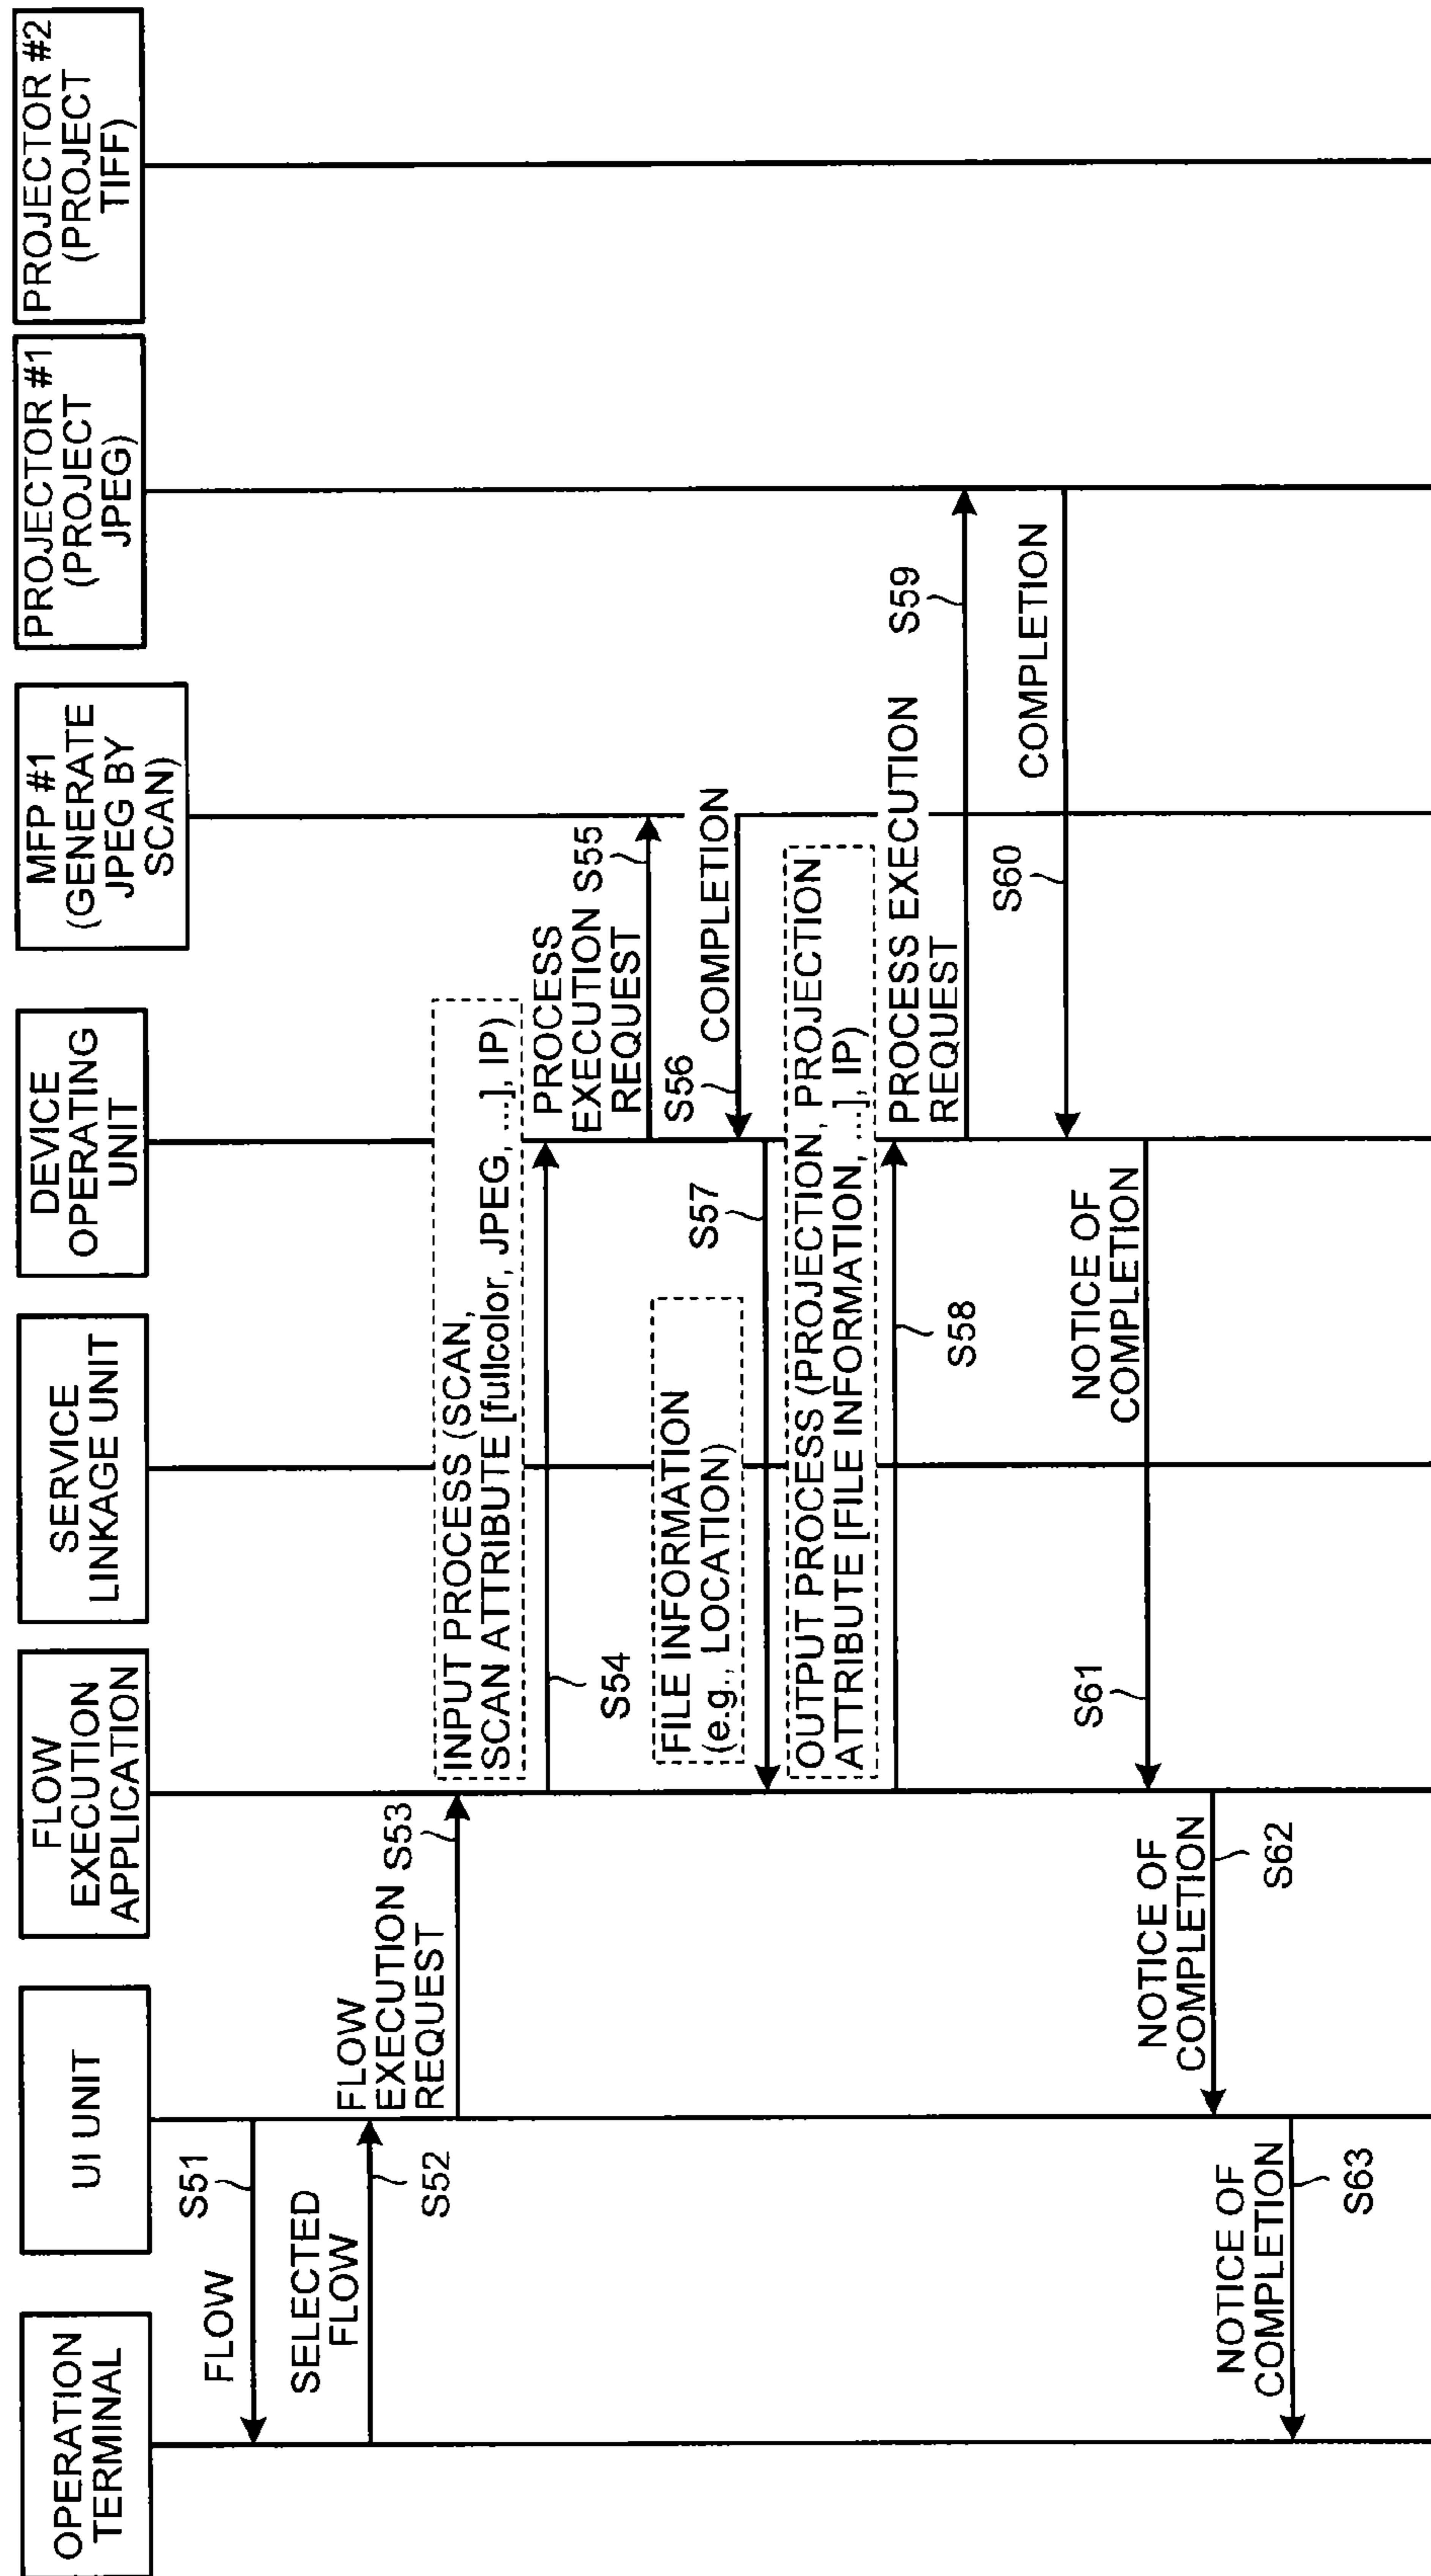 OPERATION
TERMINAL
UI UNIT
FLOW
EXECUTION
APPLICATION
SERVICE
LINKAGE UNIT
DEVICE
OPERATING
UNIT
MFP #1
(GENERATE
JPEG BY
SCAN)
PROJECTOR #1
(PROJECT
JPEG)
PROJECTOR #2
(PROJECT
TIFF)
FLOW
S51
SELECTED
FLOW
S52
FLOW
EXECUTION
REQUEST
S53
INPUT PROCESS (SCAN,
SCAN ATTRIBUTE [fullcolor, JPEG, ...], IP)
S54
PROCESS
EXECUTION
REQUEST
S55
S56
COMPLETION
FILE INFORMATION
(e.g., LOCATION)
S57
OUTPUT PROCESS (PROJECTION, PROJECTION
ATTRIBUTE [FILE INFORMATION, ...], IP)
S58
PROCESS EXECUTION
REQUEST
S59
S60
COMPLETION
S61
NOTICE OF
COMPLETION
NOTICE OF
COMPLETION
S62
NOTICE OF
COMPLETION
S63